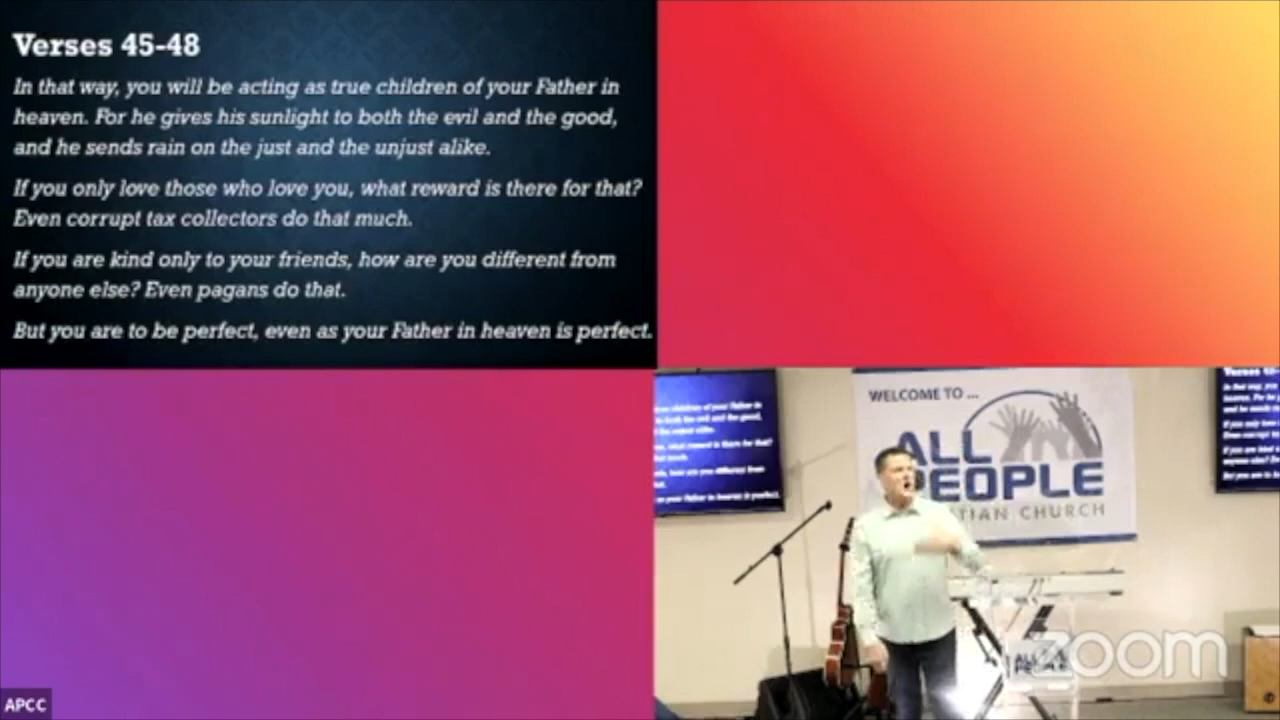 Verses 45-48
In that way, you will be acting as true children of your Father in
heaven. For he gives his sunlight to both the evil and the good,
and he sends rain on the just and the unjust alike.
If you only love those who love you, what reward is there for that?
Even corrupt tax collectors do that much.
If you are kind only to your friends, how are you different from
anyone else? Even pagans do that.
But you are to be perfect, even as your Father in heaven is perfect.
WELCOME TO ...
ALL
PEOPLE
TIAN CHURCH
ALL
PEOPLE
zoom
APCC